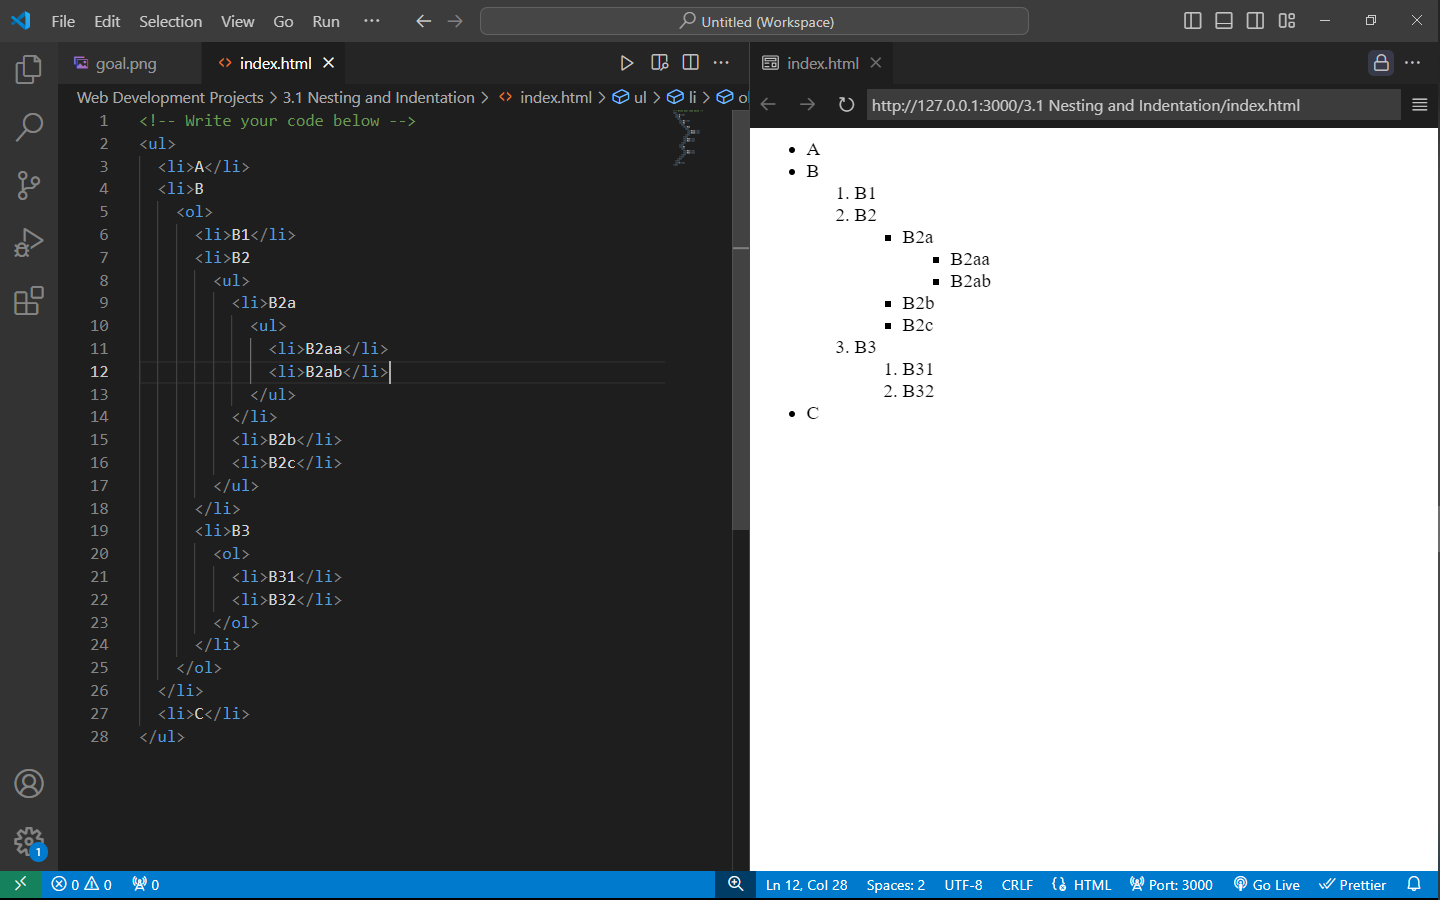 File Edit Selection View Go Run ··· Untitled (Workspace)
goal.png index.html
Web Development Projects > 3.1 Nesting and Indentation > index.html > ul > li > ol
1 <!-- Write your code below -->
2 <ul>
3 <li>A</li>
4 <li>B
5 <ol>
6 <li>B1</li>
7 <li>B2
8 <ul>
9 <li>B2a
10 <ul>
11 <li>B2aa</li>
12 <li>B2ab</li>
13 </ul>
14 </li>
15 <li>B2b</li>
16 <li>B2c</li>
17 </ul>
18 </li>
19 <li>B3
20 <ol>
21 <li>B31</li>
22 <li>B32</li>
23 </ol>
24 </li>
25 </ol>
26 </li>
27 <li>C</li>
28 </ul>
index.html
http://127.0.0.1:3000/3.1 Nesting and Indentation/index.html
• A
• B
1. B1
2. B2
▪ B2a
▪ B2aa
▪ B2ab
▪ B2b
▪ B2c
3. B3
1. B31
2. B32
• C
1
0 0 0 Ln 12, Col 28 Spaces: 2 UTF-8 CRLF HTML Port: 3000 Go Live Prettier